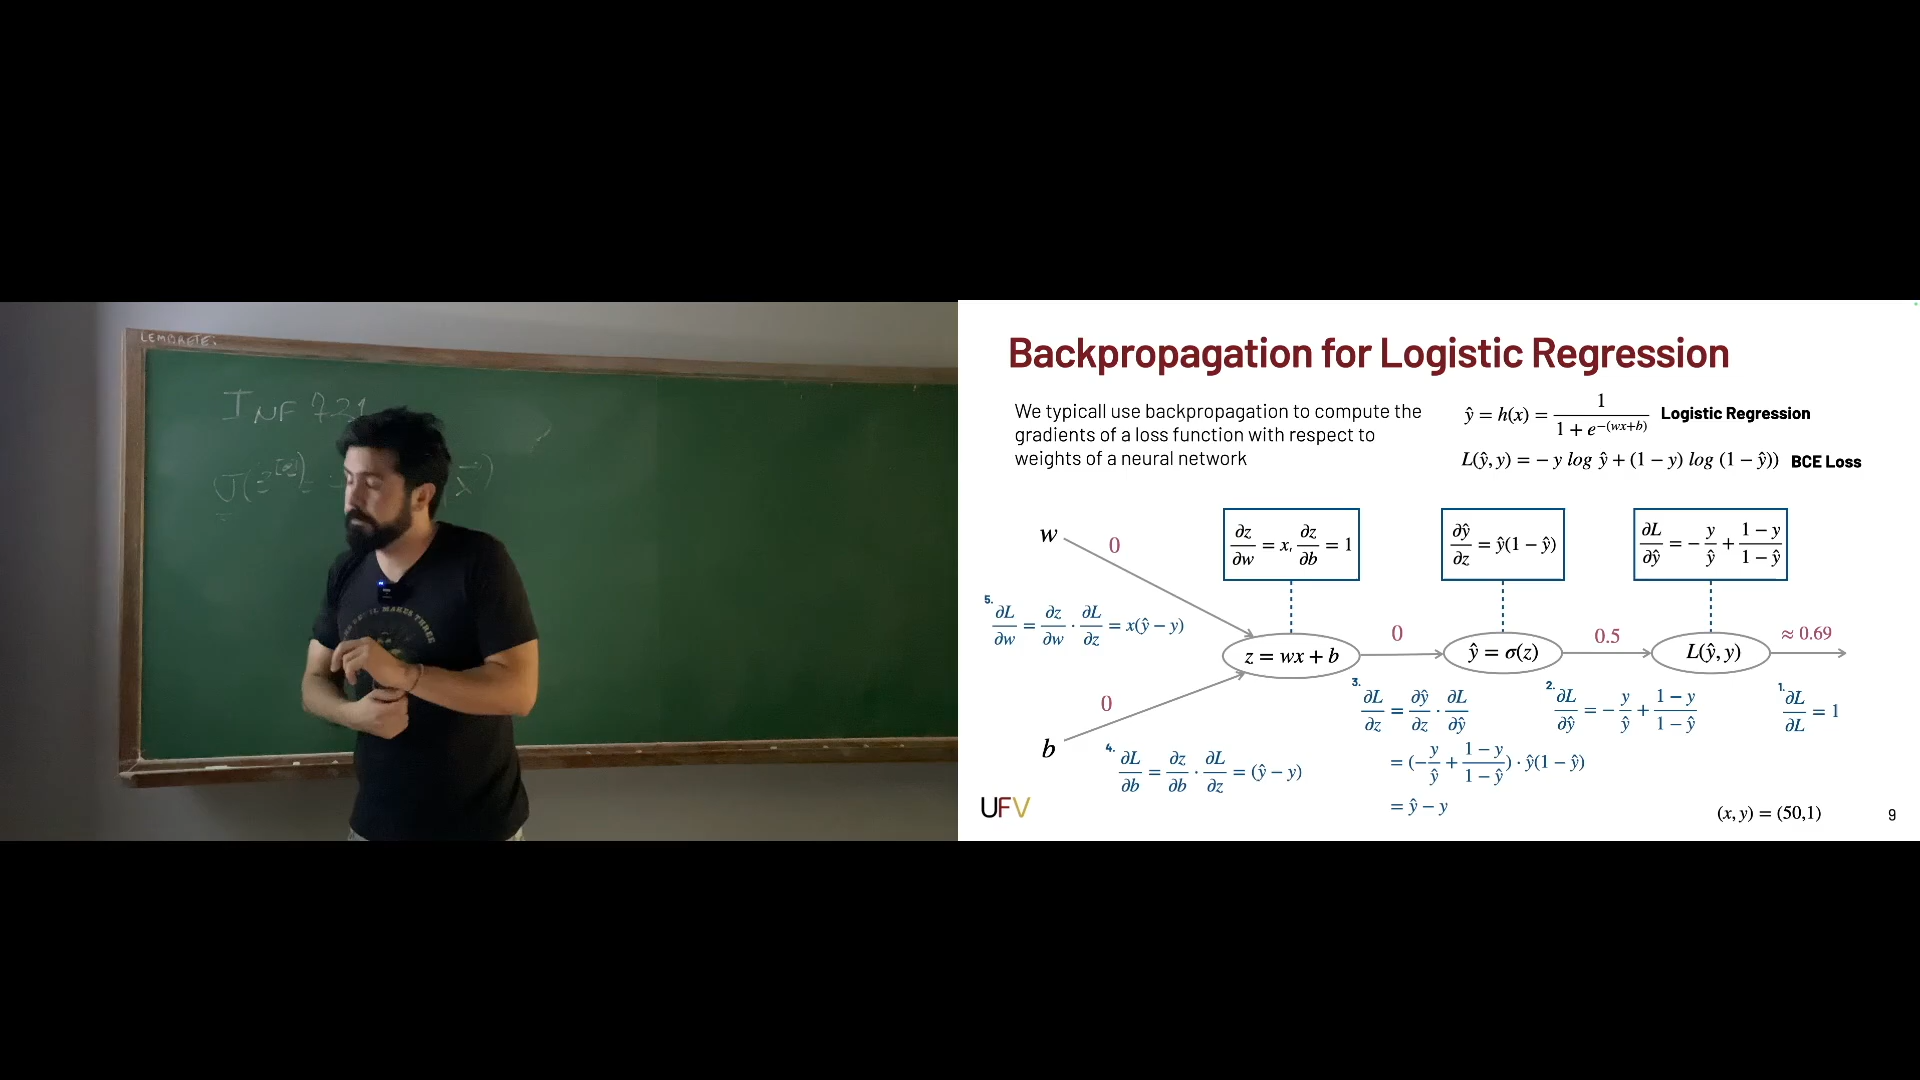 LEMBRETE:
INF 721
MAKES THREE
Backpropagation for Logistic Regression
We typicall use backpropagation to compute the
gradients of a loss function with respect to
weights of a neural network
ŷ = h(x) = 1 / (1 + e^−(wx+b)) Logistic Regression
L(ŷ, y) = − y log ŷ + (1 − y) log (1 − ŷ)) BCE Loss
∂z/∂w = x, ∂z/∂b = 1
∂ŷ/∂z = ŷ(1 − ŷ)
∂L/∂ŷ = − y/ŷ + (1 − y)/(1 − ŷ)
w
0
5. ∂L/∂w = ∂z/∂w · ∂L/∂z = x(ŷ − y)
z = wx + b
0
ŷ = σ(z)
0.5
L(ŷ, y)
≈ 0.69
0
b
4. ∂L/∂b = ∂z/∂b · ∂L/∂z = (ŷ − y)
3. ∂L/∂z = ∂ŷ/∂z · ∂L/∂ŷ
= (− y/ŷ + (1 − y)/(1 − ŷ)) · ŷ(1 − ŷ)
= ŷ − y
2. ∂L/∂ŷ = − y/ŷ + (1 − y)/(1 − ŷ)
1. ∂L/∂L = 1
UFV
(x, y) = (50,1)
9